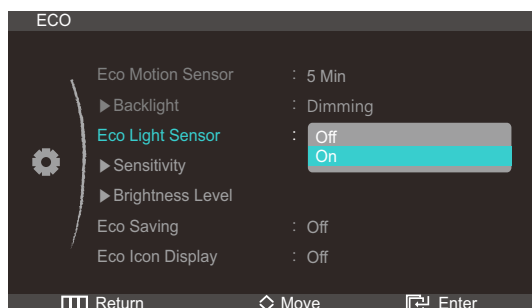 ECO
Eco Motion Sensor : 5 Min
▶Backlight : Dimming
Eco Light Sensor : Off
On
▶Sensitivity
▶Brightness Level
Eco Saving : Off
Eco Icon Display : Off
Return Move Enter